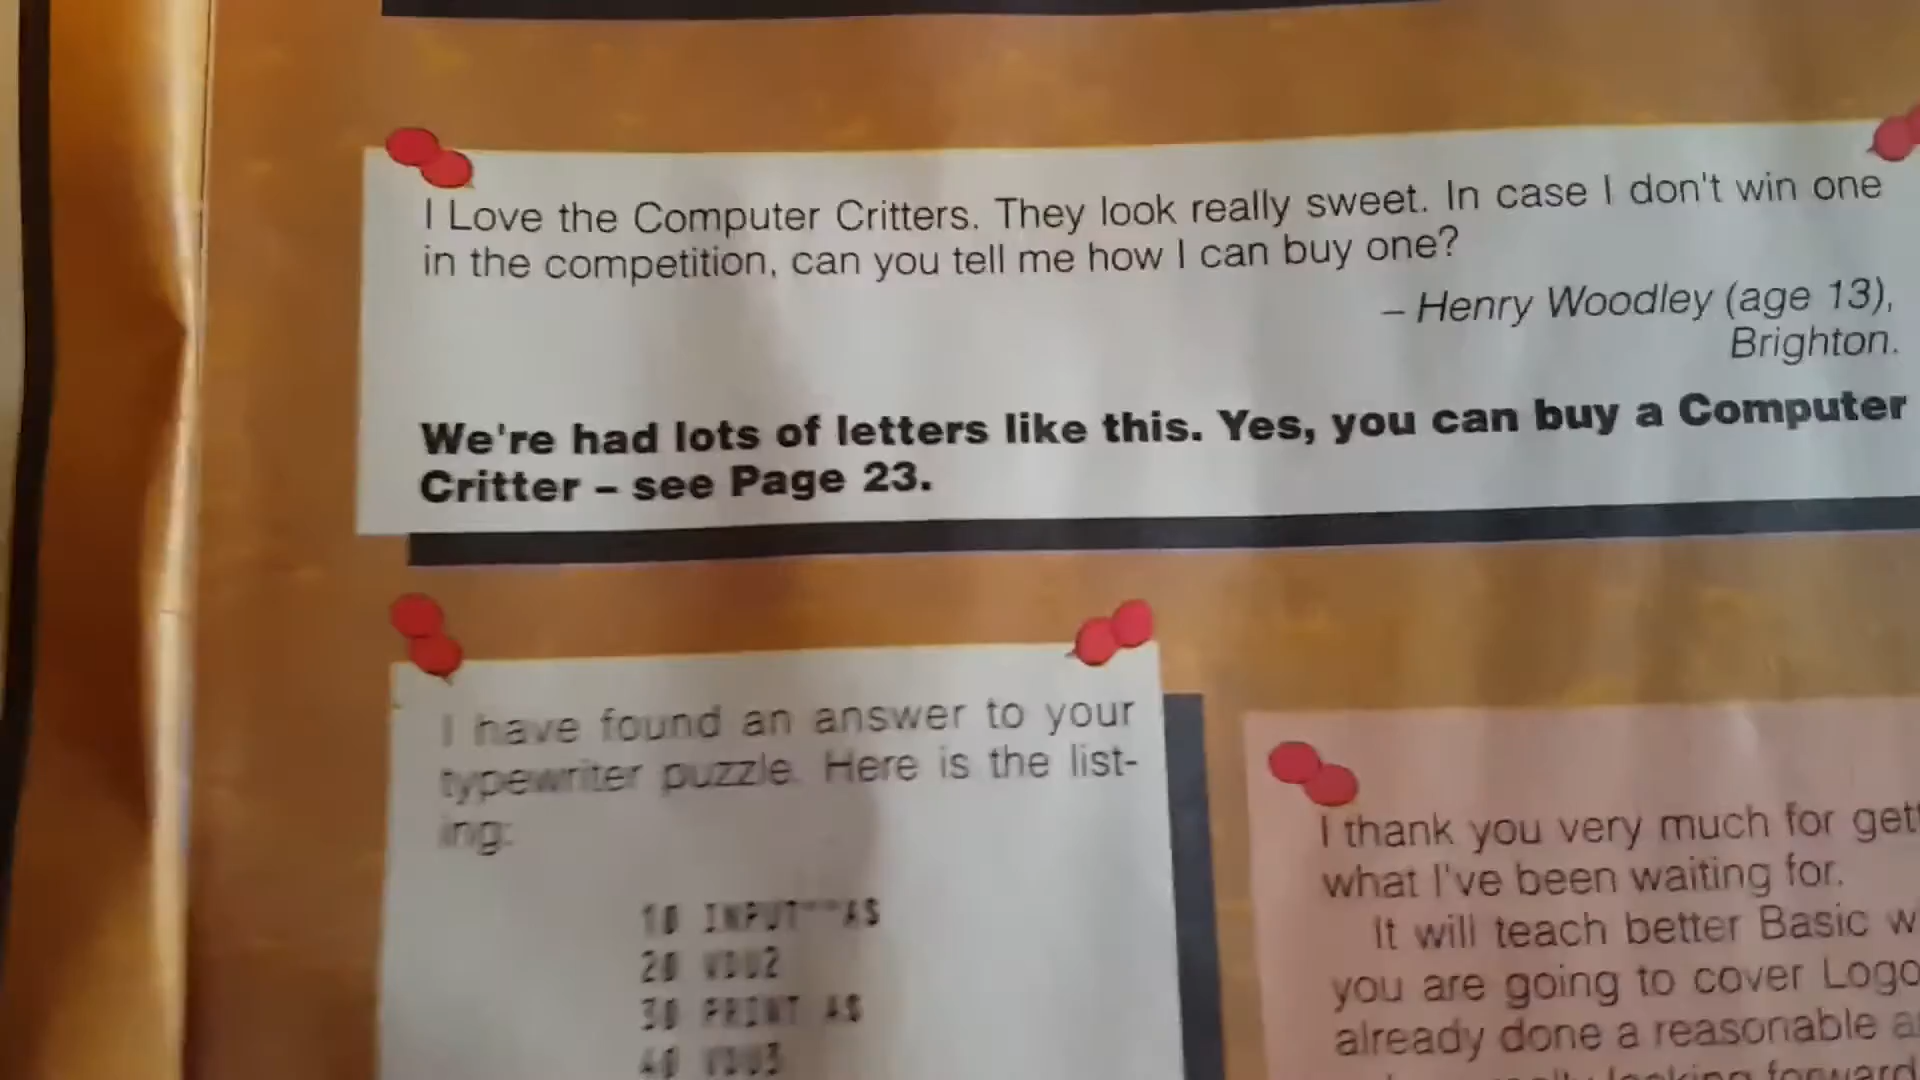 I Love the Computer Critters. They look really sweet. In case I don't win one
in the competition, can you tell me how I can buy one?
– Henry Woodley (age 13),
Brighton.
We're had lots of letters like this. Yes, you can buy a Computer
Critter – see Page 23.
I have found an answer to your
typewriter puzzle. Here is the list-
ing:
10 INPUT""A$
20 VDU2
30 PRINT A$
40 VDU3
I thank you very much for
what I've been waiting for.
It will teach better Basic
you are going to cover Logo
already done a reasonable
looking forward